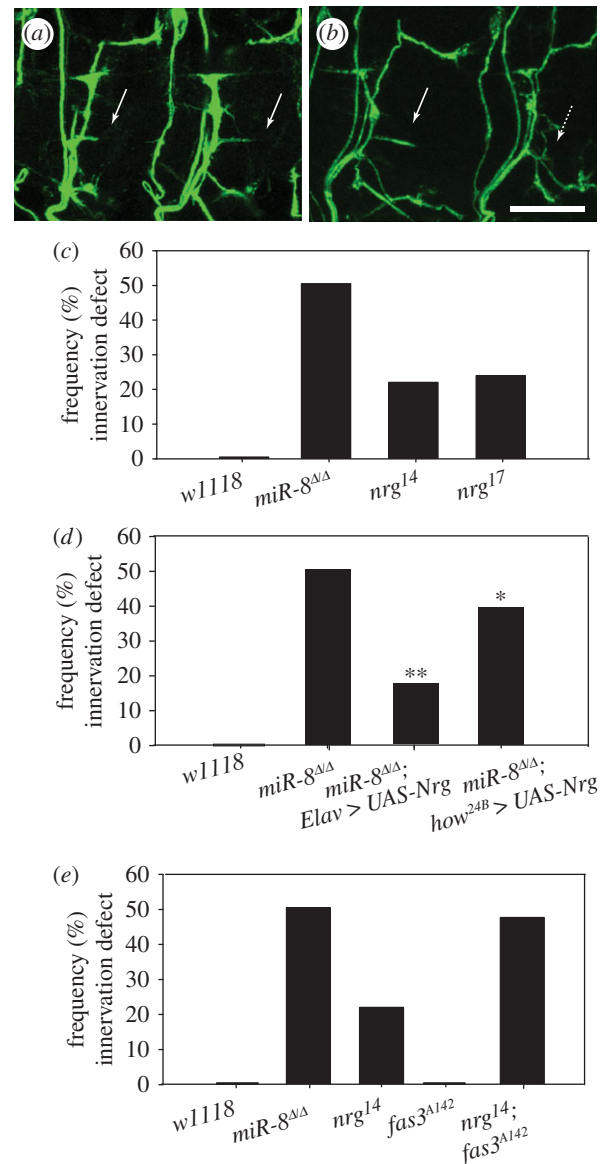 (a)
(b)
(c)
frequency (%)
innervation defect
60
50
40
30
20
10
0
w1118
miR-8Δ/Δ
nrg14
nrg17
(d)
frequency (%)
innervation defect
60
50
40
30
20
10
0
**
*
w1118
miR-8Δ/Δ
miR-8Δ/Δ;
Elav > UAS-Nrg
miR-8Δ/Δ;
how24B > UAS-Nrg
(e)
frequency (%)
innervation defect
60
50
40
30
20
10
0
w1118
miR-8Δ/Δ
nrg14
fas3A142
nrg14;
fas3A142